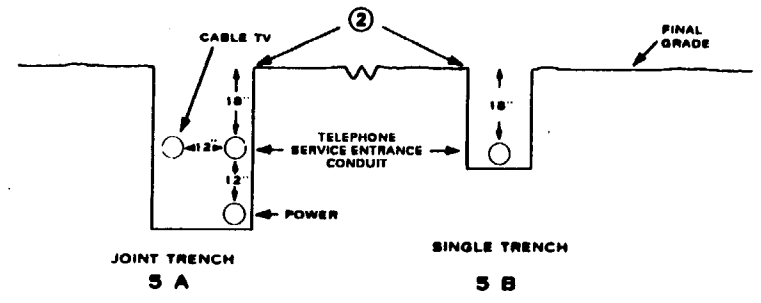 ②
CABLE TV
FINAL
GRADE
18"
18"
12"
TELEPHONE
SERVICE ENTRANCE
CONDUIT
12"
POWER
JOINT TRENCH
SINGLE TRENCH
5 A
5 B